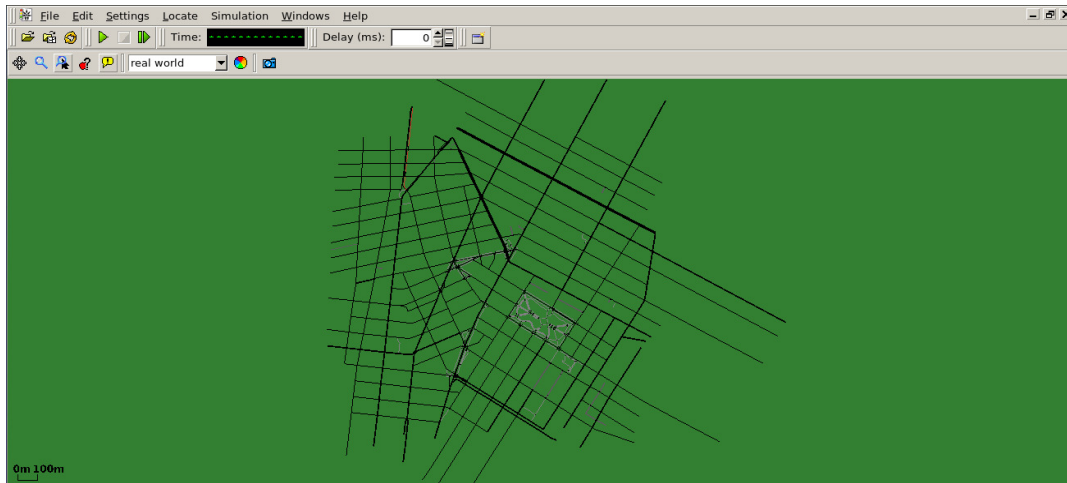 File Edit Settings Locate Simulation Windows Help
Time: Delay (ms): 0
real world
0m 100m